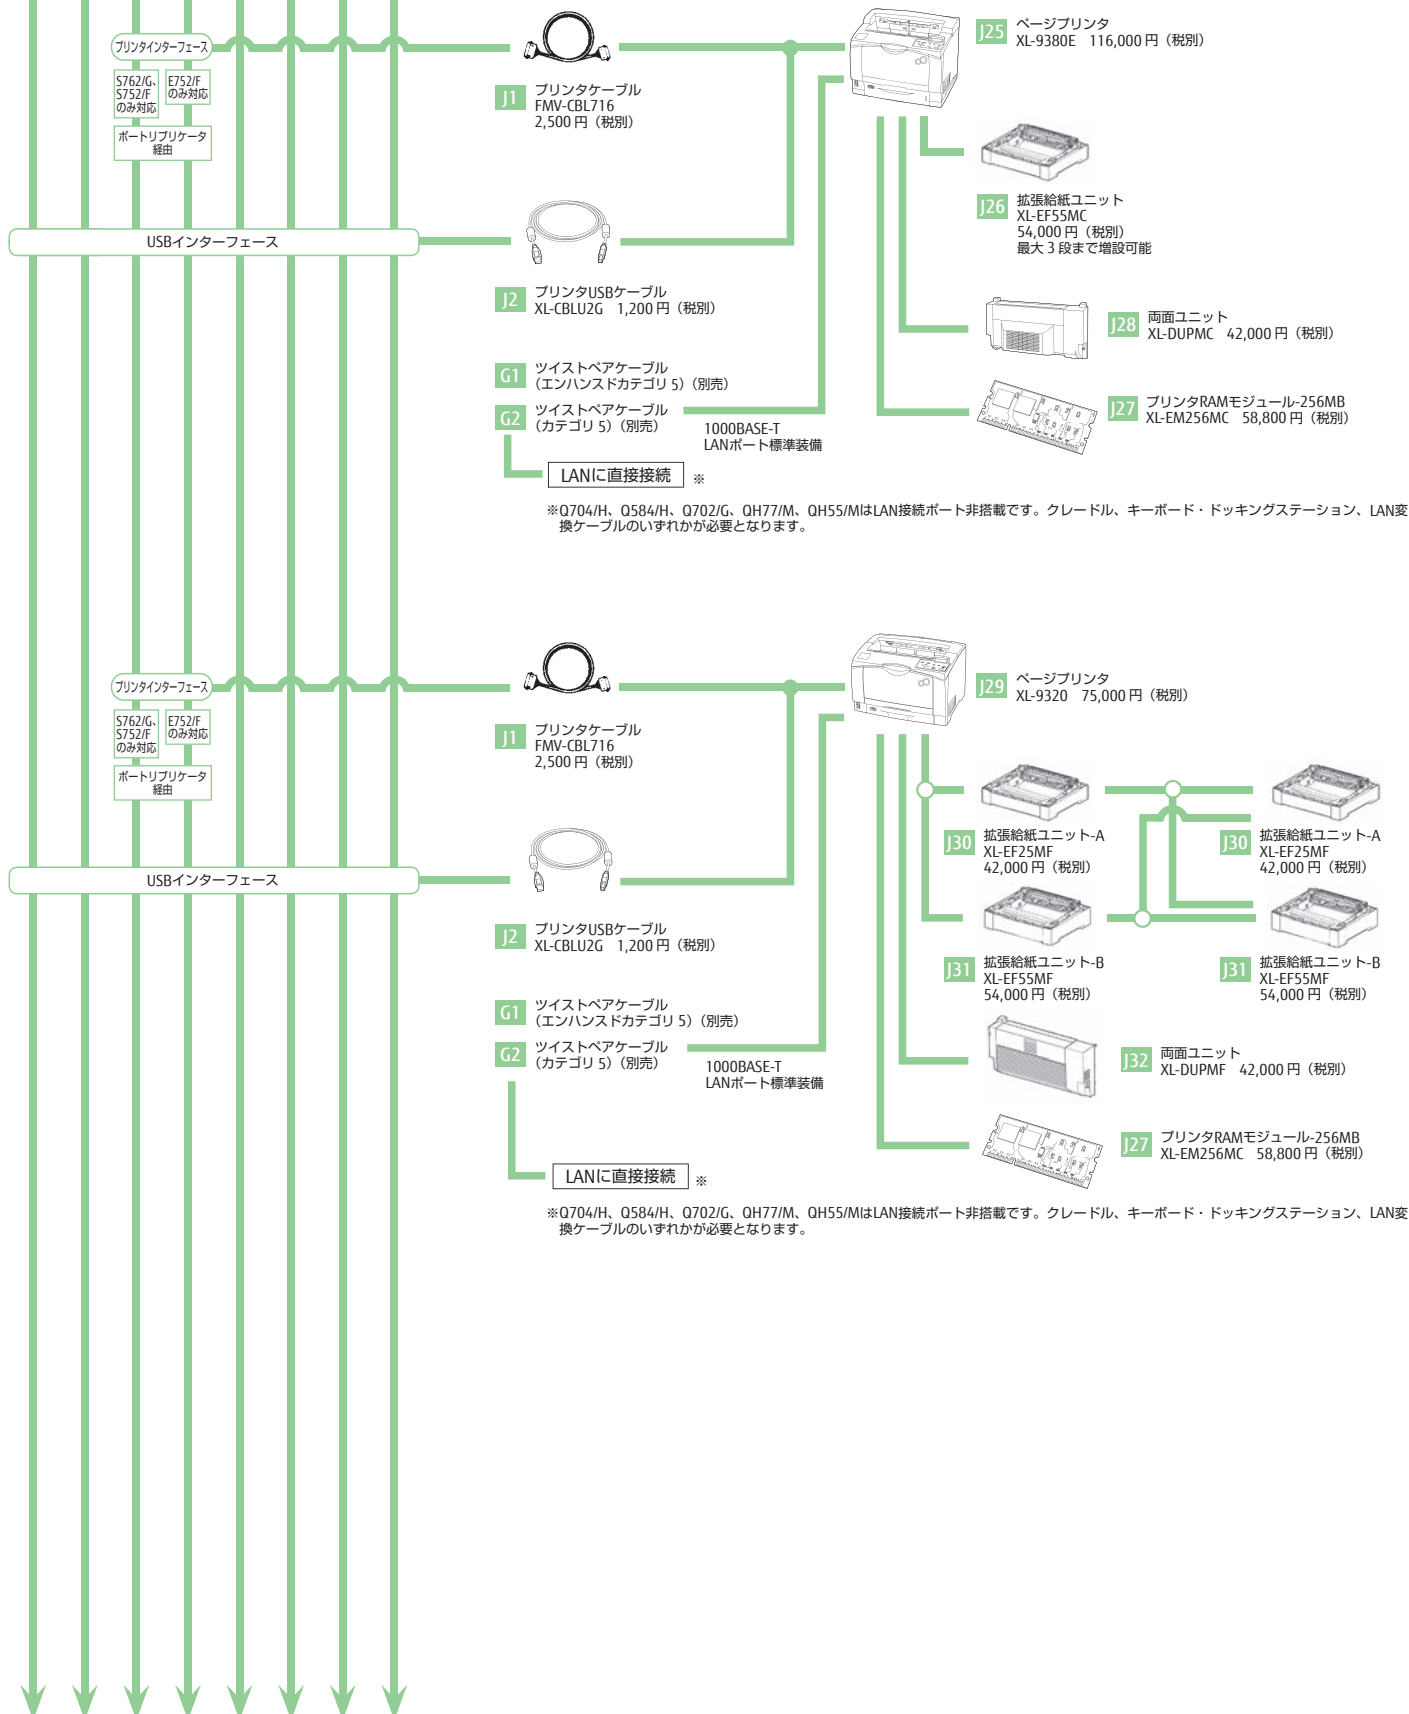 プリンタインターフェース
S762/G、
S752/F
のみ対応
E752/F
のみ対応
ポートリプリケータ
経由
J1
プリンタケーブル
FMV-CBL716
2,500 円（税別）
J25
ページプリンタ
XL-9380E 116,000 円（税別）
J26
拡張給紙ユニット
XL-EF55MC
54,000 円（税別）
最大 3 段まで増設可能
USBインターフェース
J2
プリンタUSBケーブル
XL-CBLU2G 1,200 円（税別）
J28
両面ユニット
XL-DUPMC 42,000 円（税別）
G1
ツイストペアケーブル
（エンハンスドカテゴリ 5）（別売）
G2
ツイストペアケーブル
（カテゴリ 5）（別売）
1000BASE-T
LANポート標準装備
J27
プリンタRAMモジュール-256MB
XL-EM256MC 58,800 円（税別）
LANに直接接続 ※
※Q704/H、Q584/H、Q702/G、QH77/M、QH55/MはLAN接続ポート非搭載です。クレードル、キーボード・ドッキングステーション、LAN変
換ケーブルのいずれかが必要となります。
プリンタインターフェース
S762/G、
S752/F
のみ対応
E752/F
のみ対応
ポートリプリケータ
経由
J1
プリンタケーブル
FMV-CBL716
2,500 円（税別）
J29
ページプリンタ
XL-9320 75,000 円（税別）
J30
拡張給紙ユニット-A
XL-EF25MF
42,000 円（税別）
J30
拡張給紙ユニット-A
XL-EF25MF
42,000 円（税別）
USBインターフェース
J2
プリンタUSBケーブル
XL-CBLU2G 1,200 円（税別）
J31
拡張給紙ユニット-B
XL-EF55MF
54,000 円（税別）
J31
拡張給紙ユニット-B
XL-EF55MF
54,000 円（税別）
G1
ツイストペアケーブル
（エンハンスドカテゴリ 5）（別売）
G2
ツイストペアケーブル
（カテゴリ 5）（別売）
1000BASE-T
LANポート標準装備
J32
両面ユニット
XL-DUPMF 42,000 円（税別）
J27
プリンタRAMモジュール-256MB
XL-EM256MC 58,800 円（税別）
LANに直接接続 ※
※Q704/H、Q584/H、Q702/G、QH77/M、QH55/MはLAN接続ポート非搭載です。クレードル、キーボード・ドッキングステーション、LAN変
換ケーブルのいずれかが必要となります。